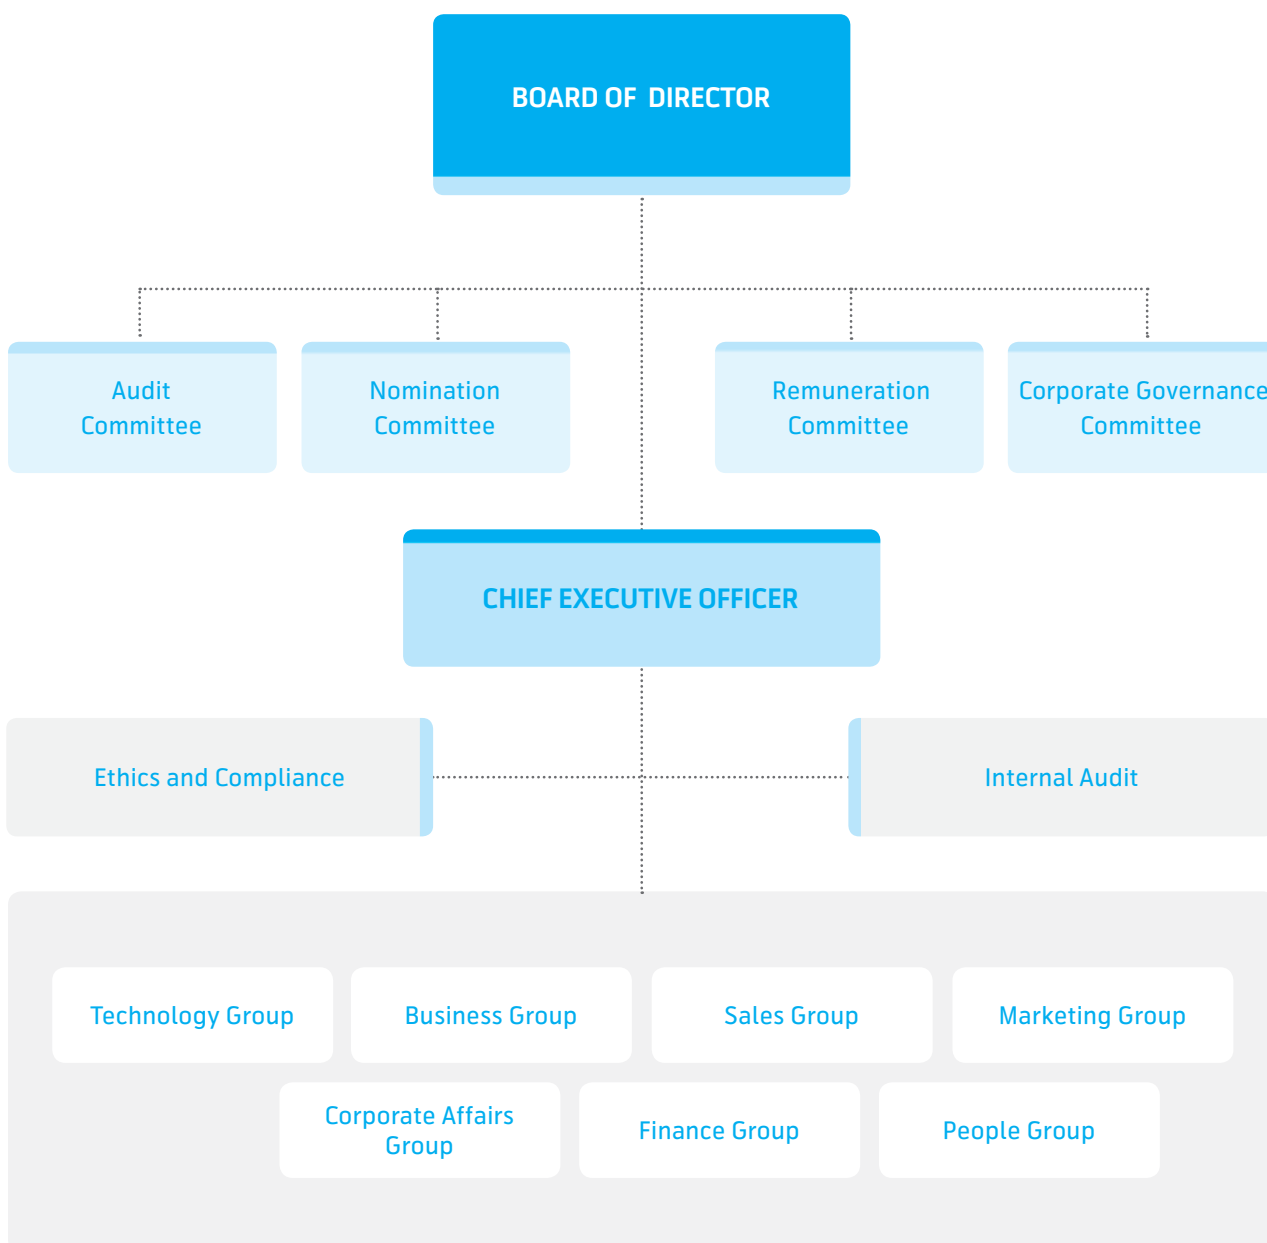 BOARD OF DIRECTOR
Audit
Committee
Nomination
Committee
Remuneration
Committee
Corporate Governance
Committee
CHIEF EXECUTIVE OFFICER
Ethics and Compliance
Internal Audit
Technology Group
Business Group
Sales Group
Marketing Group
Corporate Affairs
Group
Finance Group
People Group